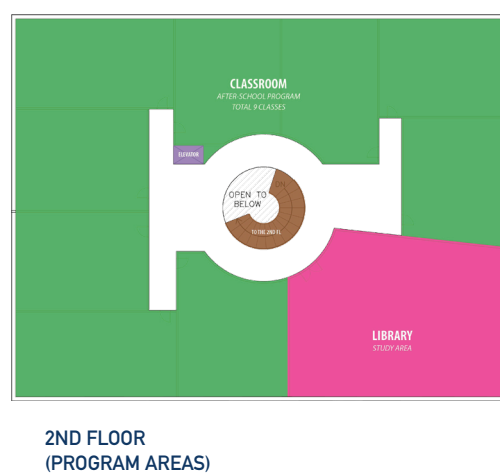 CLASSROOM
AFTER-SCHOOL PROGRAM
TOTAL 9 CLASSES
ELEVATOR
DN
OPEN TO
BELOW
TO THE 2ND FL
LIBRARY
STUDY AREA
2ND FLOOR
(PROGRAM AREAS)